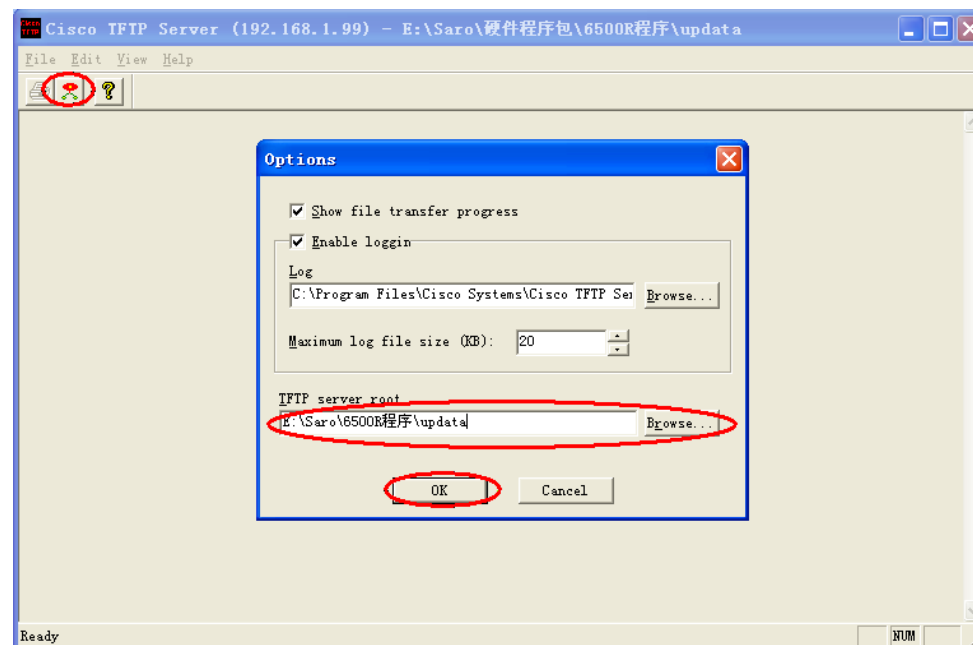 Cisco TFTP Server (192.168.1.99) - E:\Saro\硬件程序包\6500R程序\updata
File Edit View Help
Options
Show file transfer progress
Enable loggin
Log
C:\Program Files\Cisco Systems\Cisco TFTP Ser Browse...
Maximum log file size (KB): 20
TFTP server root
E:\Saro\6500R程序\updata Browse...
OK Cancel
Ready NUM